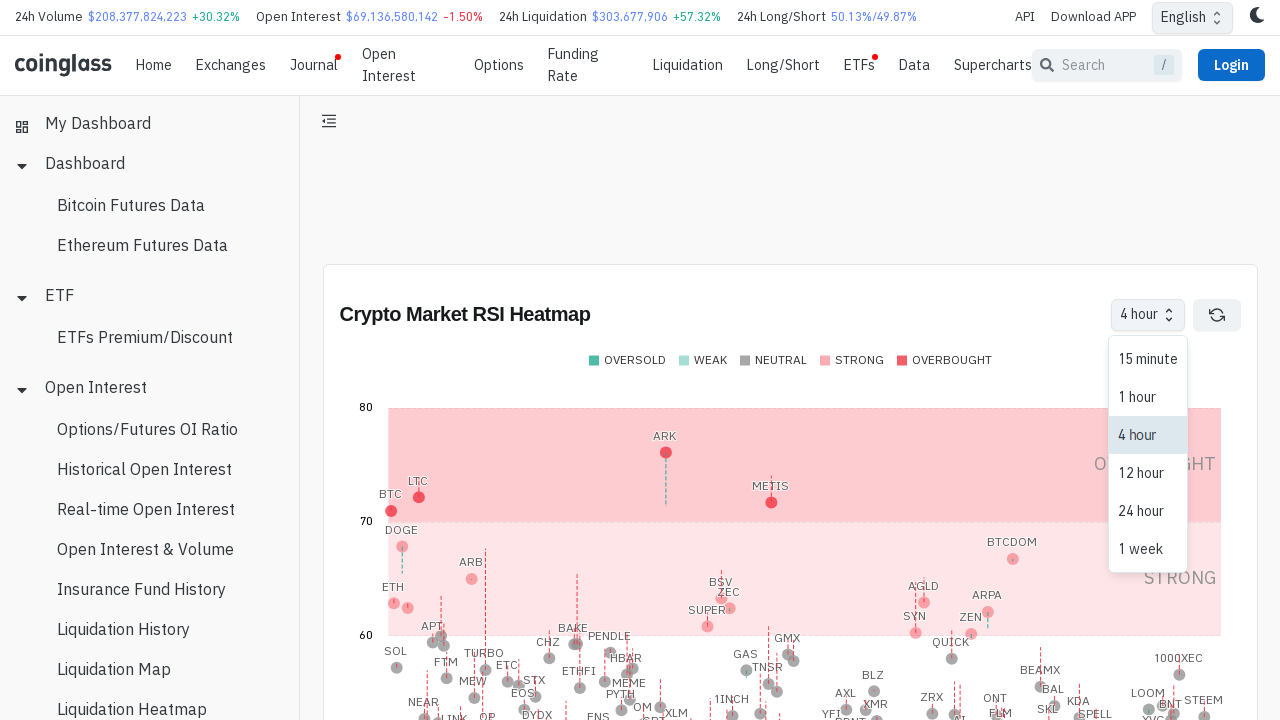 24h Volume $208,377,824,223 +30.32% Open Interest $69,136,580,142 -1.50% 24h Liquidation $303,677,906 +57.32% 24h Long/Short 50.13%/49.87% API Download APP English
coinglass Home Exchanges Journal Open Interest Options Funding Rate Liquidation Long/Short ETFs Data Supercharts Search / Login
My Dashboard
Dashboard
Bitcoin Futures Data
Ethereum Futures Data
ETF
ETFs Premium/Discount
Open Interest
Options/Futures OI Ratio
Historical Open Interest
Real-time Open Interest
Open Interest & Volume
Insurance Fund History
Liquidation History
Liquidation Map
Liquidation Heatmap
Crypto Market RSI Heatmap
4 hour
15 minute
1 hour
4 hour
12 hour
24 hour
1 week
OVERSOLD WEAK NEUTRAL STRONG OVERBOUGHT
80
ARK
LTC
METIS
BTC
70
DOGE
BTCDOM
ARB
STRONG
BSV
AGLD
ETH
ZEC
ARPA
SUPER
SYN
ZEN
60
APT
BAKE
PENDLE
GMX
CHZ
QUICK
SOL
TURBO
GAS
HBAR
1000XEC
FTM
ETC
TNSR
ETHFI
BEAMX
BLZ
MEW
STX
MEME
EOS
PYTH
AXL
BAL
LOOM
NEAR
1INCH
ZRX
ONT
STEEM
OM
XMR
KDA
BNT
SKL
LINK
OP
DYDX
ENS
XLM
YFI
AI
FLM
SPELL